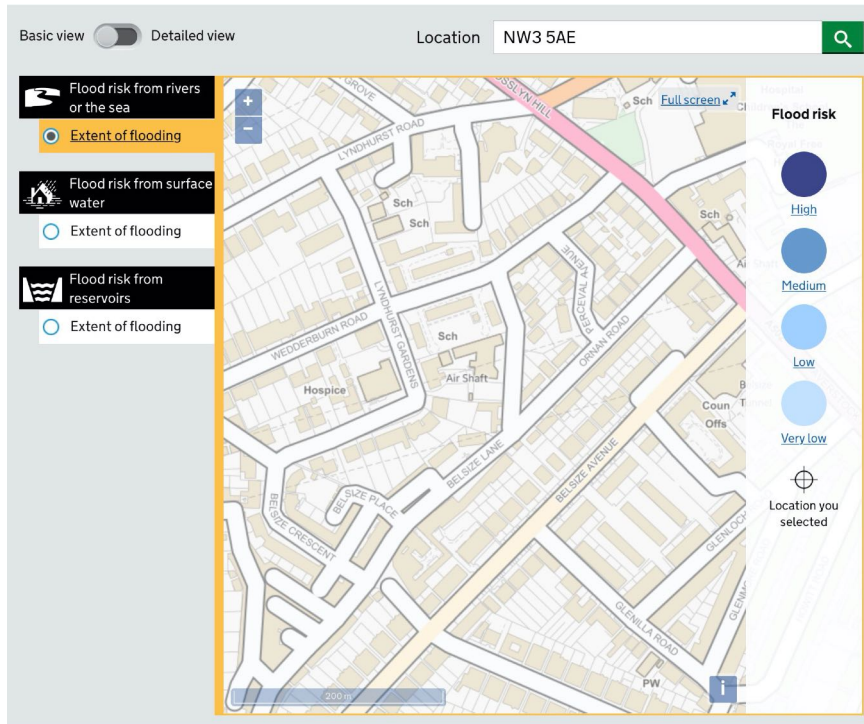 Basic view
Detailed view
Location
NW3 5AE
Flood risk from rivers
or the sea
Extent of flooding
Flood risk from surface
water
Extent of flooding
Flood risk from
reservoirs
Extent of flooding
+
−
Full screen
GROVE
LYNDHURST ROAD
SSLYN HILL
Sch
Sch
Sch
Sch
Sch
LYNDHURST GARDENS
WEDDERBURN ROAD
PERCEVAL AVENUE
ORNAN ROAD
Hospice
Air Shaft
Coun
Offs
BELSIZE LANE
BELSIZE AVENUE
BELSIZE PLACE
BELSIZE CRESCENT
GLENLOCH
GLENILLA ROAD
GLENM
PW
200 m
i
Flood risk
High
Medium
Low
Very low
Location you
selected